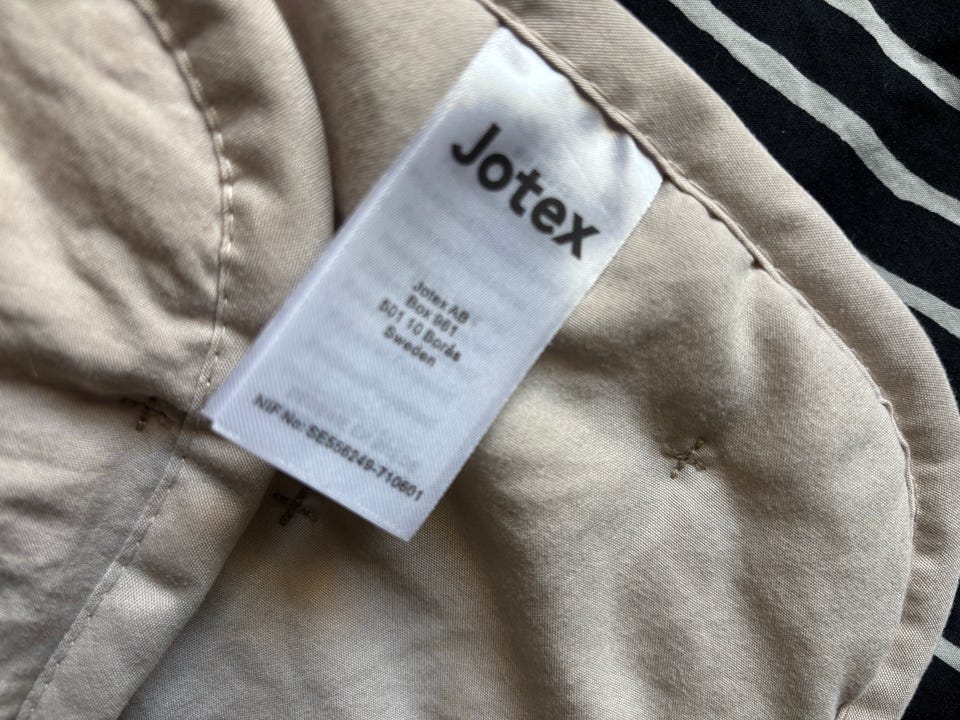 Jotex
Jotex AB
Box 961
501 10 Borås
Sweden
NIF No: SE556249-710601